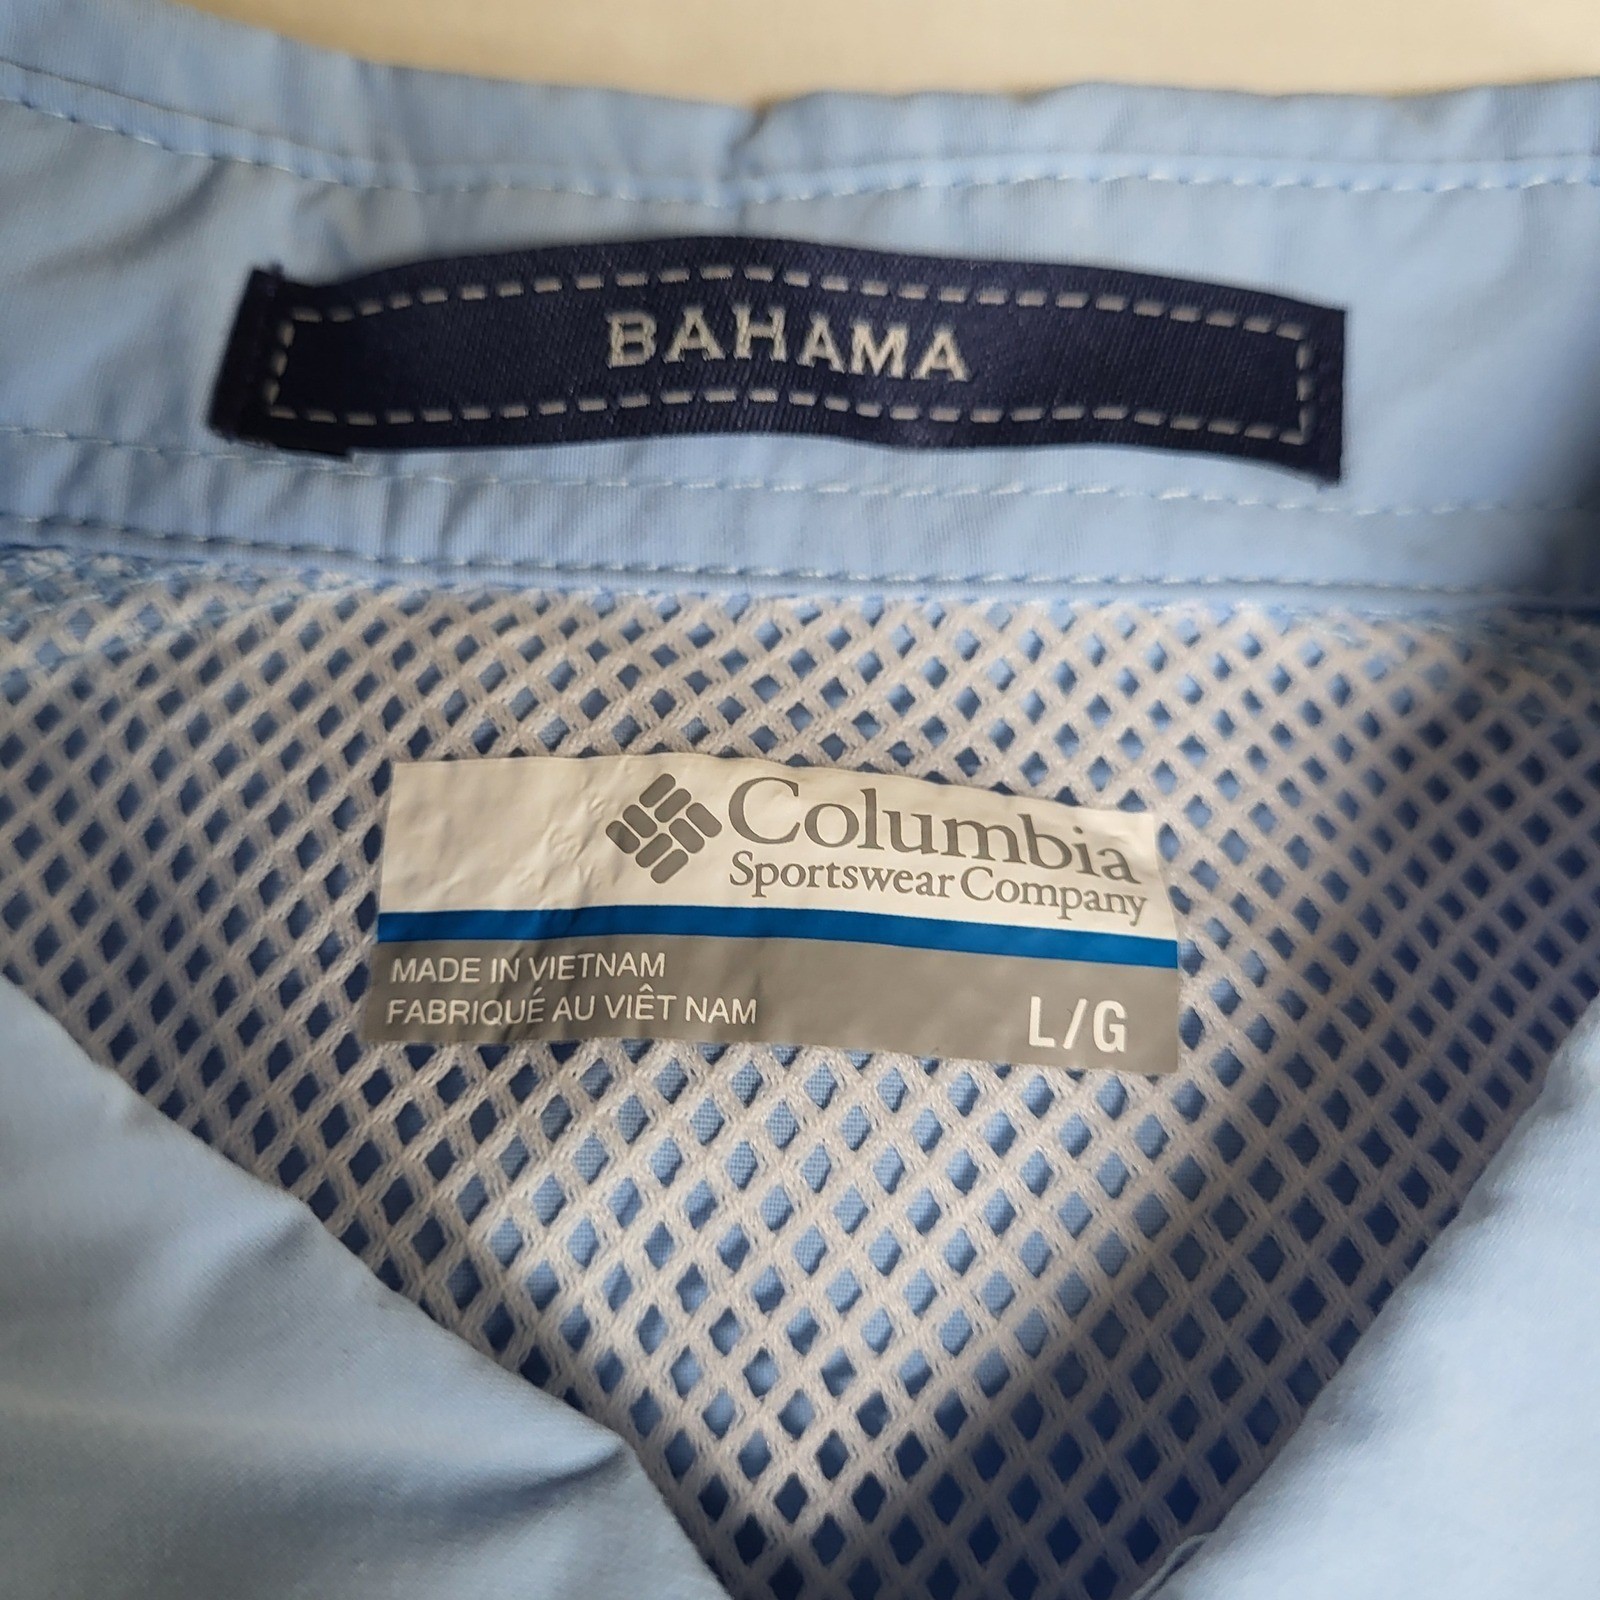 BAHAMA
Columbia
Sportswear Company
MADE IN VIETNAM
FABRIQUÉ AU VIÊT NAM
L/G